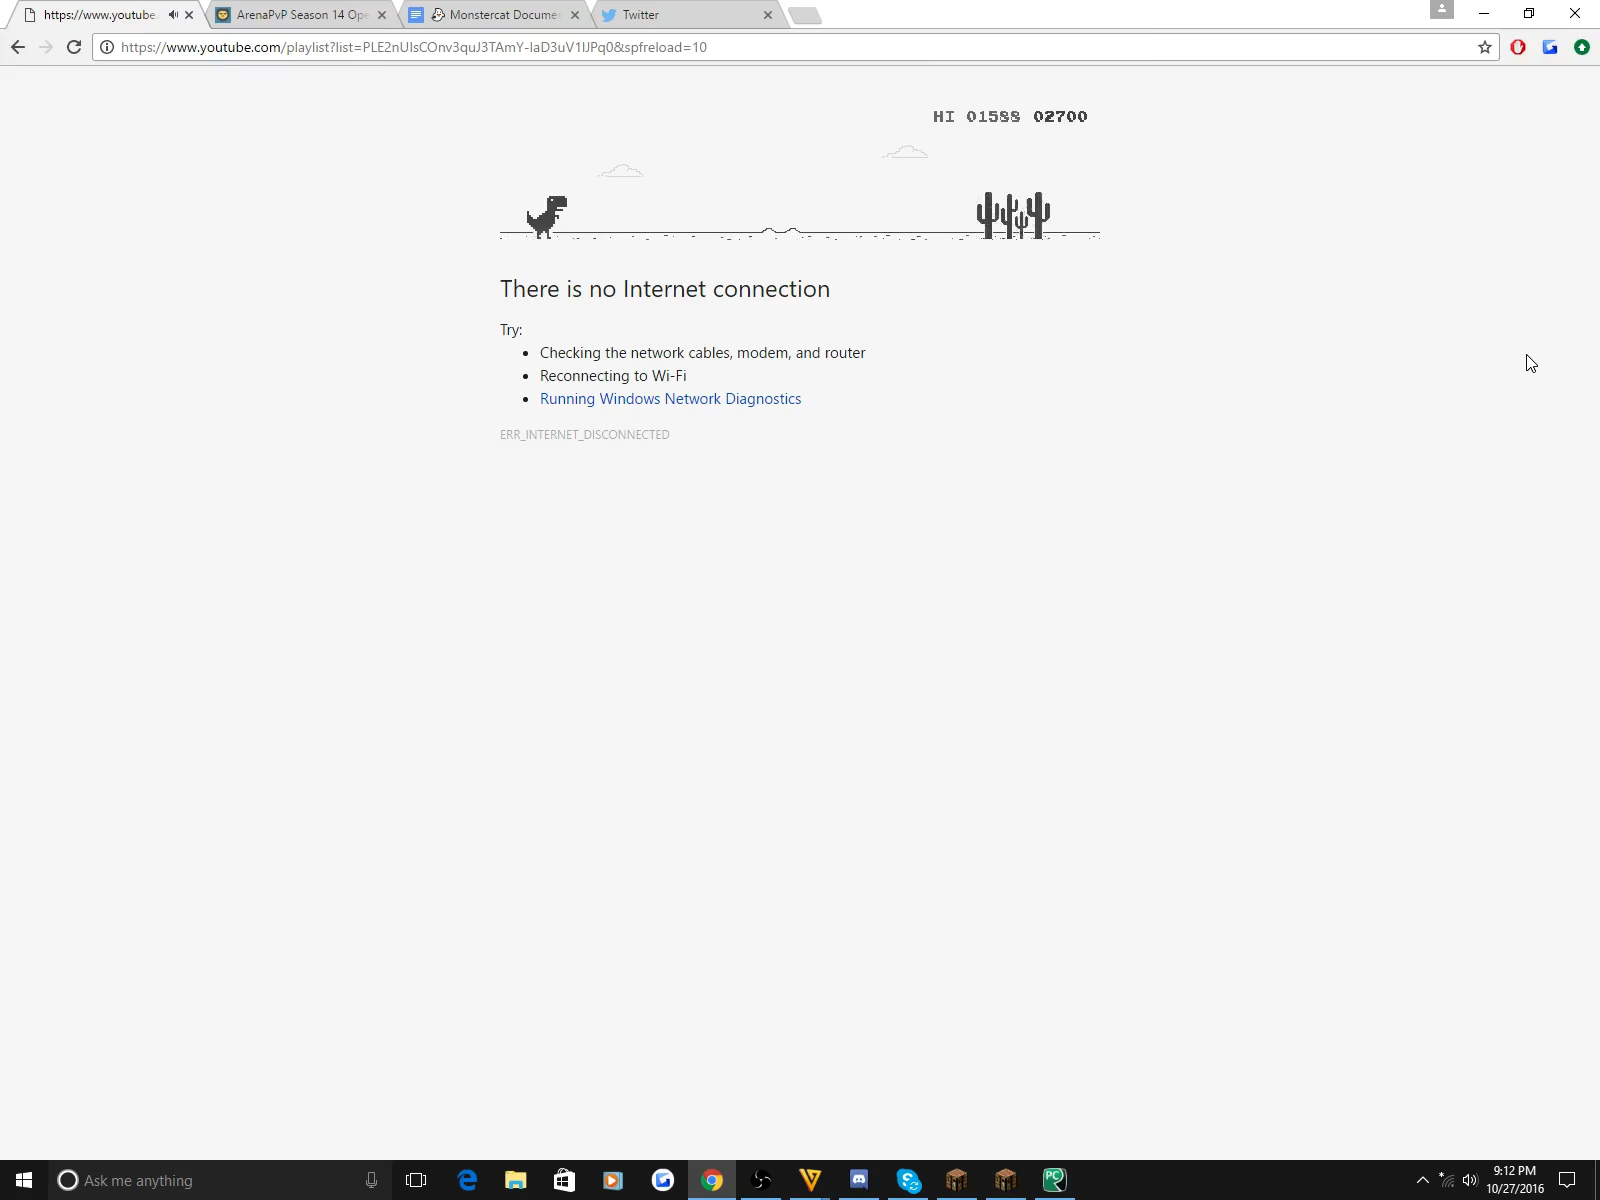 https://www.youtube.
ArenaPvP Season 14 Ope
Monstercat Docume
Twitter
https://www.youtube.com/playlist?list=PLE2nUIsCOnv3quJ3TAmY-IaD3uV1IJPq0&spfreload=10
HI 01588 02700
There is no Internet connection
Try:
Checking the network cables, modem, and router
Reconnecting to Wi-Fi
Running Windows Network Diagnostics
ERR_INTERNET_DISCONNECTED
Ask me anything
PC
9:12 PM
10/27/2016